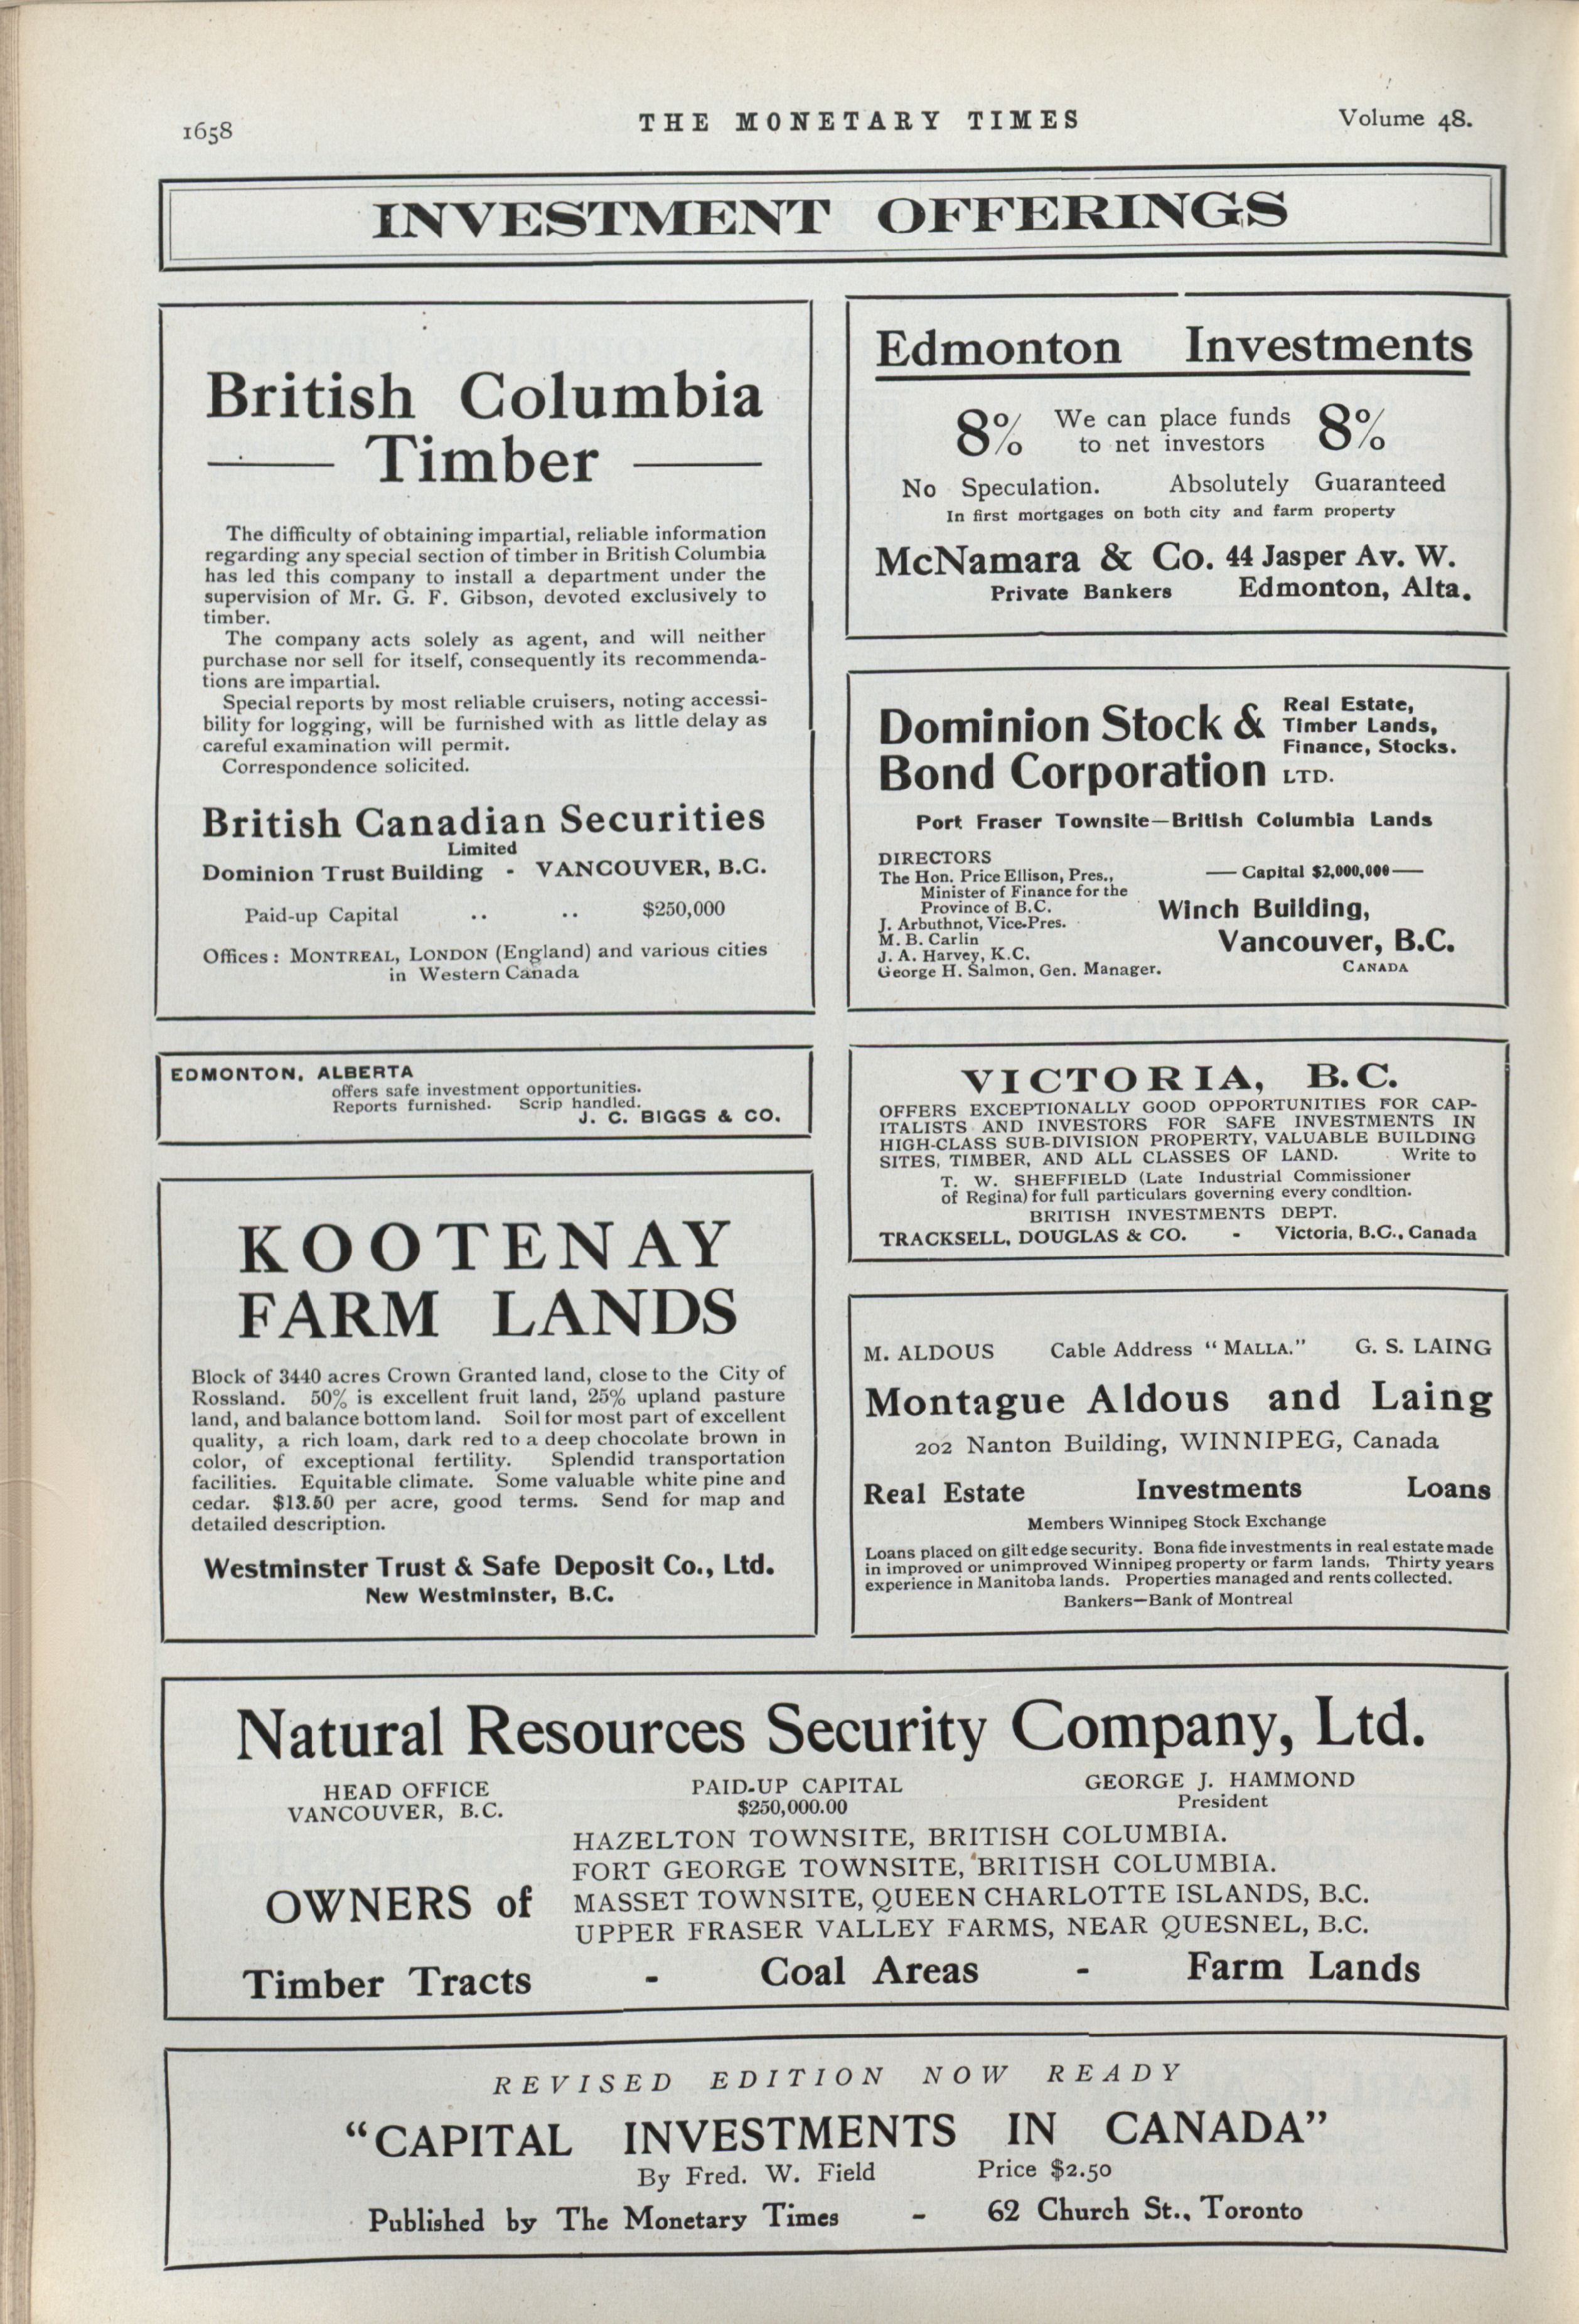 1658
THE MONETARY TIMES
Volume 48.
INVESTMENT OFFERINGS
British Columbia
Timber
The difficulty of obtaining impartial, reliable information
regarding any special section of timber in British Columbia
has led this company to install a department under the
supervision of Mr. G. F. Gibson, devoted exclusively to
timber.
The company acts solely as agent, and will neither
purchase nor sell for itself, consequently its recommenda-
tions are impartial.
Special reports by most reliable cruisers, noting accessi-
bility for logging, will be furnished with as little delay as
careful examination will permit.
Correspondence solicited.
British Canadian Securities
Limited
Dominion Trust Building - VANCOUVER, B.C.
Paid-up Capital .. .. $250,000
Offices: MONTREAL, LONDON (England) and various cities
in Western Canada
EDMONTON, ALBERTA
offers safe investment opportunities.
Reports furnished. Scrip handled.
J. C. BIGGS & CO.
KOOTENAY
FARM LANDS
Block of 3440 acres Crown Granted land, close to the City of
Rossland. 50% is excellent fruit land, 25% upland pasture
land, and balance bottom land. Soil for most part of excellent
quality, a rich loam, dark red to a deep chocolate brown in
color, of exceptional fertility. Splendid transportation
facilities. Equitable climate. Some valuable white pine and
cedar. $13.50 per acre, good terms. Send for map and
detailed description.
Westminster Trust & Safe Deposit Co., Ltd.
New Westminster, B.C.
Edmonton Investments
8% We can place funds 8%
to net investors
No Speculation. Absolutely Guaranteed
In first mortgages on both city and farm property
McNamara & Co. 44 Jasper Av. W.
Private Bankers Edmonton, Alta.
Dominion Stock &
Bond Corporation LTD.
Real Estate,
Timber Lands,
Finance, Stocks.
Port Fraser Townsite—British Columbia Lands
DIRECTORS
The Hon. Price Ellison, Pres.,
Minister of Finance for the
Province of B.C.
J. Arbuthnot, Vice-Pres.
M. B. Carlin
J. A. Harvey, K.C.
George H. Salmon, Gen. Manager.
— Capital $2,000,000 —
Winch Building,
Vancouver, B.C.
CANADA
VICTORIA, B.C.
OFFERS EXCEPTIONALLY GOOD OPPORTUNITIES FOR CAP-
ITALISTS AND INVESTORS FOR SAFE INVESTMENTS IN
HIGH-CLASS SUB-DIVISION PROPERTY, VALUABLE BUILDING
SITES, TIMBER, AND ALL CLASSES OF LAND. Write to
T. W. SHEFFIELD (Late Industrial Commissioner
of Regina) for full particulars governing every condition.
BRITISH INVESTMENTS DEPT.
TRACKSELL, DOUGLAS & CO. - Victoria, B.C., Canada
M. ALDOUS Cable Address "MALLA." G. S. LAING
Montague Aldous and Laing
202 Nanton Building, WINNIPEG, Canada
Real Estate Investments Loans
Members Winnipeg Stock Exchange
Loans placed on gilt edge security. Bona fide investments in real estate made
in improved or unimproved Winnipeg property or farm lands. Thirty years
experience in Manitoba lands. Properties managed and rents collected.
Bankers—Bank of Montreal
Natural Resources Security Company, Ltd.
HEAD OFFICE
VANCOUVER, B.C.
PAID-UP CAPITAL
$250,000.00
GEORGE J. HAMMOND
President
OWNERS of
HAZELTON TOWNSITE, BRITISH COLUMBIA.
FORT GEORGE TOWNSITE, BRITISH COLUMBIA.
MASSET TOWNSITE, QUEEN CHARLOTTE ISLANDS, B.C.
UPPER FRASER VALLEY FARMS, NEAR QUESNEL, B.C.
Timber Tracts - Coal Areas - Farm Lands
REVISED EDITION NOW READY
"CAPITAL INVESTMENTS IN CANADA"
By Fred. W. Field Price $2.50
Published by The Monetary Times - 62 Church St., Toronto